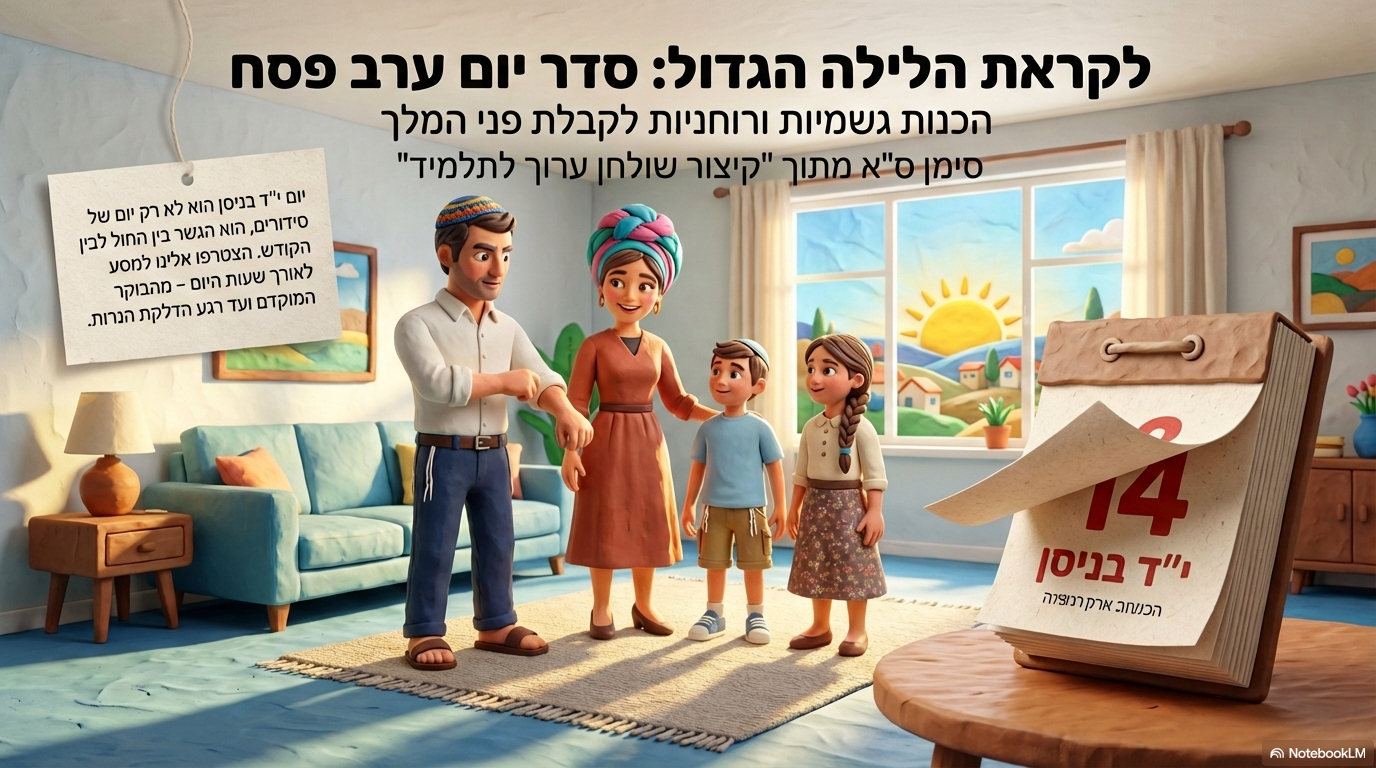 לקראת הלילה הגדול: סדר יום ערב פסח
הכנות גשמיות ורוחניות לקבלת פני המלך
סימן ס"א מתוך "קיצור שולחן ערוך לתלמיד"
יום י"ד בניסן הוא לא רק יום של
סידורים, הוא הגשר בין החול לבין
הקודש. הצטרפו אלינו למסע
לאורך שעות היום – מהבוקר
המוקדם ועד רגע הדלקת הנרות.
14
י"ד בניסן
NotebookLM